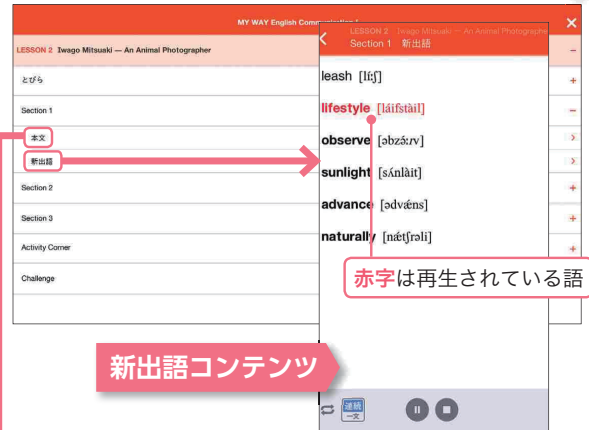 MY WAY English Communication I
LESSON 2 Iwago Mitsuaki — An Animal Photographer
とびら
Section 1
本文
新出語
Section 2
Section 3
Activity Corner
Challenge
LESSON 2 Iwago Mitsuaki — An Animal Photographer
Section 1 新出語
leash [líːʃ]
lifestyle [láifstàil]
observe [əbzə́ːrv]
sunlight [sʌ́nlàit]
advance [ədvǽns]
naturally [nǽtʃrəli]
赤字は再生されている語
新出語コンテンツ
連続
一文